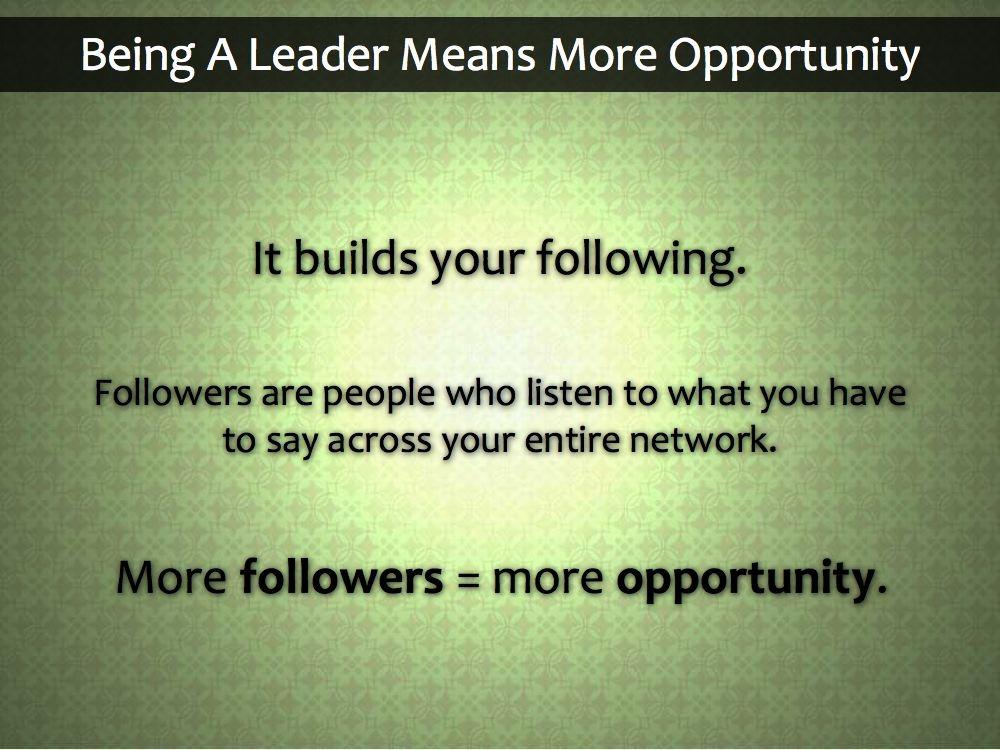 Being A Leader Means More Opportunity
It builds your following.
Followers are people who listen to what you have
to say across your entire network.
More followers = more opportunity.